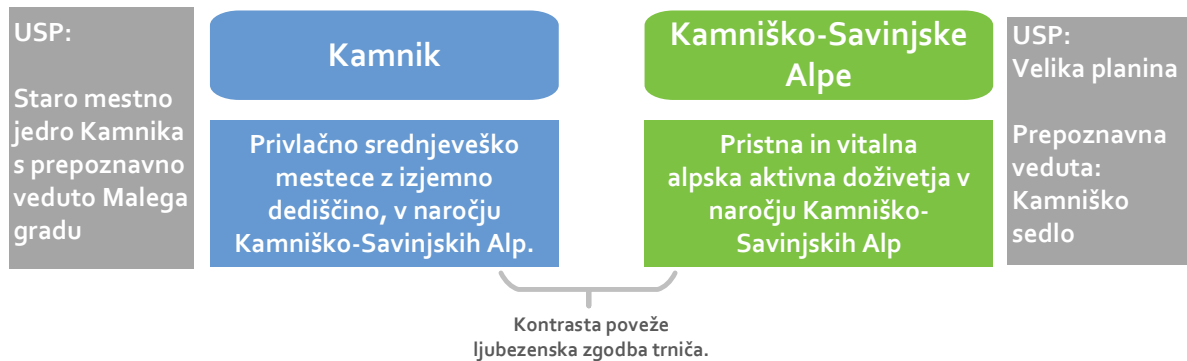 USP:
Staro mestno
jedro Kamnika
s prepoznavno
veduto Malega
gradu
Kamnik
Privlačno srednjeveško
mestece z izjemno
dediščino, v naročju
Kamniško-Savinjskih Alp.
Kamniško-Savinjske
Alpe
Pristna in vitalna
alpska aktivna doživetja v
naročju Kamniško-
Savinjskih Alp
USP:
Velika planina
Prepoznavna
veduta:
Kamniško
sedlo
Kontrasta poveže
ljubezenska zgodba trniča.